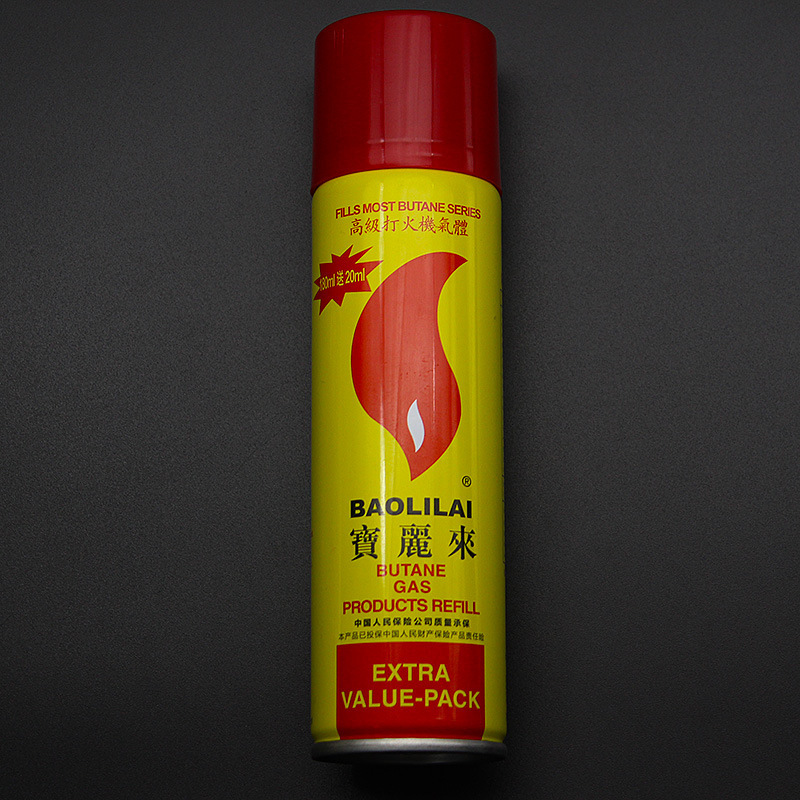 FILLS MOST BUTANE SERIES
高級打火機氣體
180ml送20ml
®
BAOLILAI
寶麗來
BUTANE
GAS
PRODUCTS REFILL
中国人民保险公司质量承保
本产品已投保中国人民财产保险产品责任险
EXTRA
VALUE-PACK